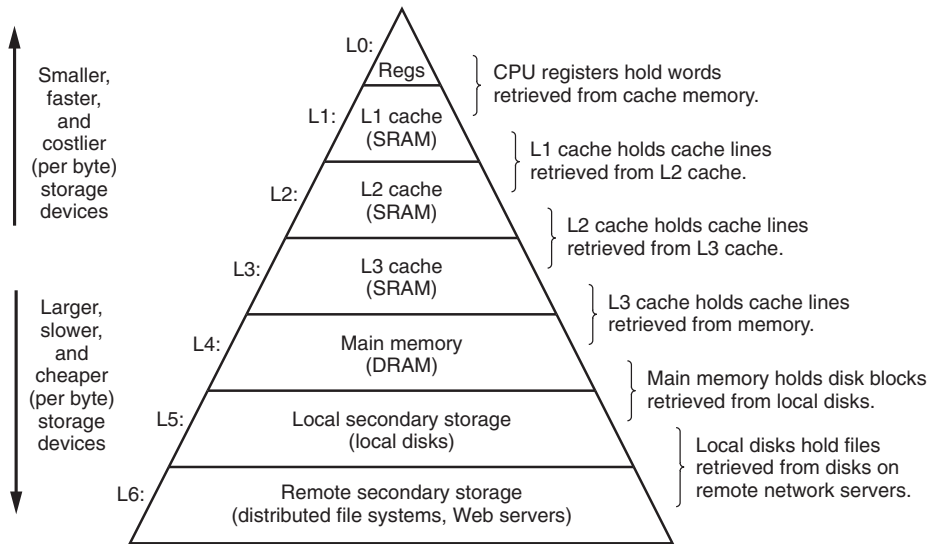 L0:
Regs
CPU registers hold words
retrieved from cache memory.
Smaller,
faster,
and
costlier
(per byte)
storage
devices
L1:
L1 cache
(SRAM)
L1 cache holds cache lines
retrieved from L2 cache.
L2:
L2 cache
(SRAM)
L2 cache holds cache lines
retrieved from L3 cache.
L3:
L3 cache
(SRAM)
L3 cache holds cache lines
retrieved from memory.
Larger,
slower,
and
cheaper
(per byte)
storage
devices
L4:
Main memory
(DRAM)
Main memory holds disk blocks
retrieved from local disks.
L5:
Local secondary storage
(local disks)
Local disks hold files
retrieved from disks on
remote network servers.
L6:
Remote secondary storage
(distributed file systems, Web servers)